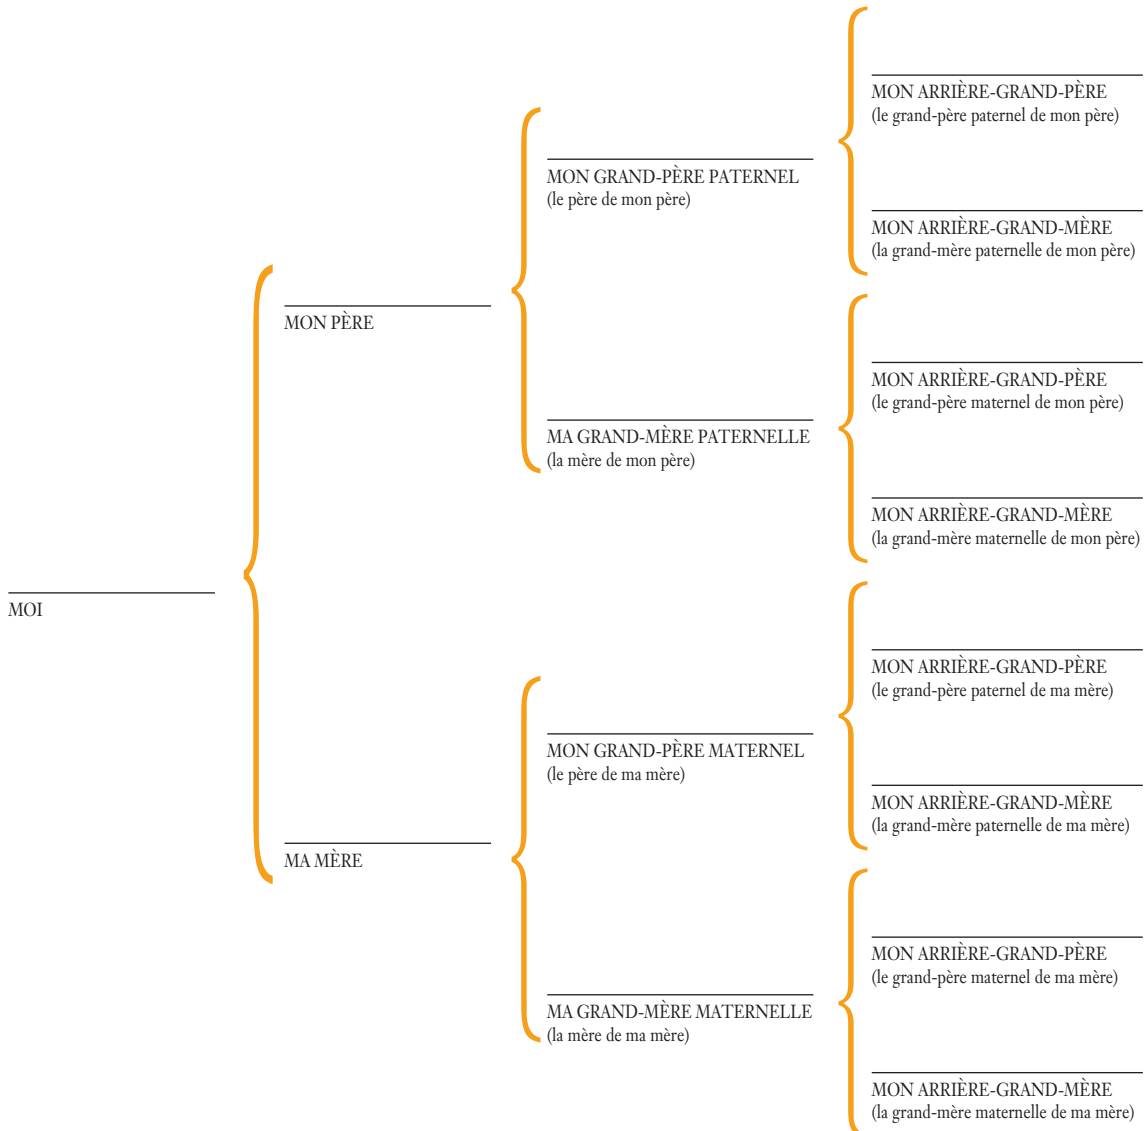 MOI
MON PÈRE
MA MÈRE
MON GRAND-PÈRE PATERNEL
(le père de mon père)
MA GRAND-MÈRE PATERNELLE
(la mère de mon père)
MON GRAND-PÈRE MATERNEL
(le père de ma mère)
MA GRAND-MÈRE MATERNELLE
(la mère de ma mère)
MON ARRIÈRE-GRAND-PÈRE
(le grand-père paternel de mon père)
MON ARRIÈRE-GRAND-MÈRE
(la grand-mère paternelle de mon père)
MON ARRIÈRE-GRAND-PÈRE
(le grand-père maternel de mon père)
MON ARRIÈRE-GRAND-MÈRE
(la grand-mère maternelle de mon père)
MON ARRIÈRE-GRAND-PÈRE
(le grand-père paternel de ma mère)
MON ARRIÈRE-GRAND-MÈRE
(la grand-mère paternelle de ma mère)
MON ARRIÈRE-GRAND-PÈRE
(le grand-père maternel de ma mère)
MON ARRIÈRE-GRAND-MÈRE
(la grand-mère maternelle de ma mère)